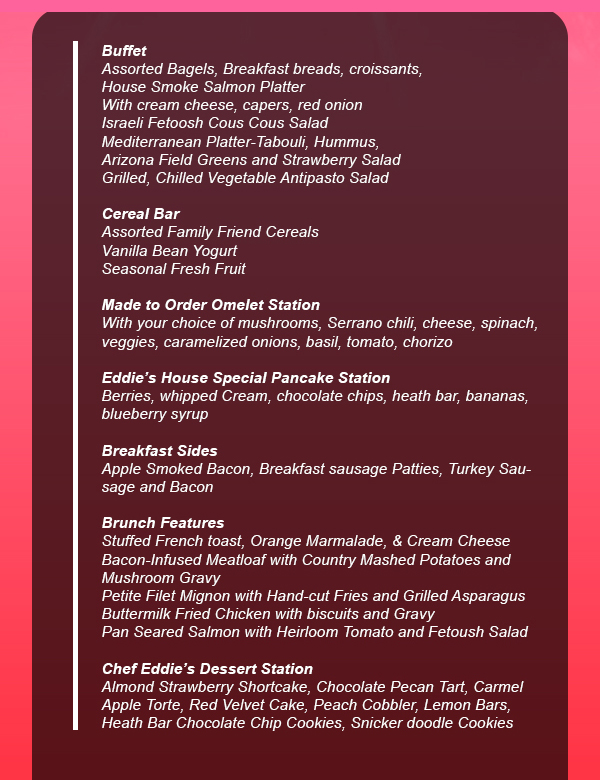 Buffet
Assorted Bagels, Breakfast breads, croissants,
House Smoke Salmon Platter
With cream cheese, capers, red onion
Israeli Fetoosh Cous Cous Salad
Mediterranean Platter-Tabouli, Hummus,
Arizona Field Greens and Strawberry Salad
Grilled, Chilled Vegetable Antipasto Salad
Cereal Bar
Assorted Family Friend Cereals
Vanilla Bean Yogurt
Seasonal Fresh Fruit
Made to Order Omelet Station
With your choice of mushrooms, Serrano chili, cheese, spinach,
veggies, caramelized onions, basil, tomato, chorizo
Eddie's House Special Pancake Station
Berries, whipped Cream, chocolate chips, heath bar, bananas,
blueberry syrup
Breakfast Sides
Apple Smoked Bacon, Breakfast sausage Patties, Turkey Sau-
sage and Bacon
Brunch Features
Stuffed French toast, Orange Marmalade, & Cream Cheese
Bacon-Infused Meatloaf with Country Mashed Potatoes and
Mushroom Gravy
Petite Filet Mignon with Hand-cut Fries and Grilled Asparagus
Buttermilk Fried Chicken with biscuits and Gravy
Pan Seared Salmon with Heirloom Tomato and Fetoush Salad
Chef Eddie's Dessert Station
Almond Strawberry Shortcake, Chocolate Pecan Tart, Carmel
Apple Torte, Red Velvet Cake, Peach Cobbler, Lemon Bars,
Heath Bar Chocolate Chip Cookies, Snicker doodle Cookies